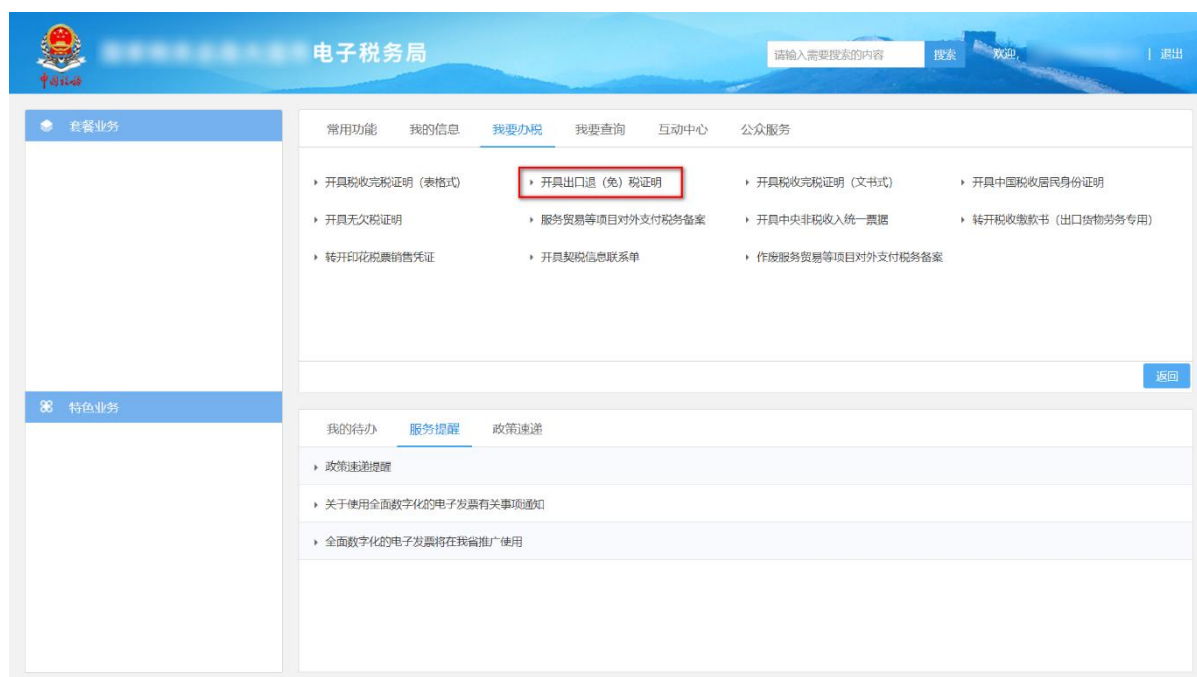 电子税务局
请输入需要搜索的内容 搜索 欢迎, | 退出
中国税务
套餐业务
常用功能 我的信息 我要办税 我要查询 互动中心 公众服务
开具税收完税证明（表格式） 开具出口退（免）税证明 开具税收完税证明（文书式） 开具中国税收居民身份证明
开具无欠税证明 服务贸易等项目对外支付税务备案 开具中央非税收入统一票据 转开税收缴款书（出口货物劳务专用）
转开印花税票销售凭证 开具契税信息联系单 作废服务贸易等项目对外支付税务备案
返回
特色业务
我的待办 服务提醒 政策速递
政策速递提醒
关于使用全面数字化的电子发票有关事项通知
全面数字化的电子发票将在我省推广使用